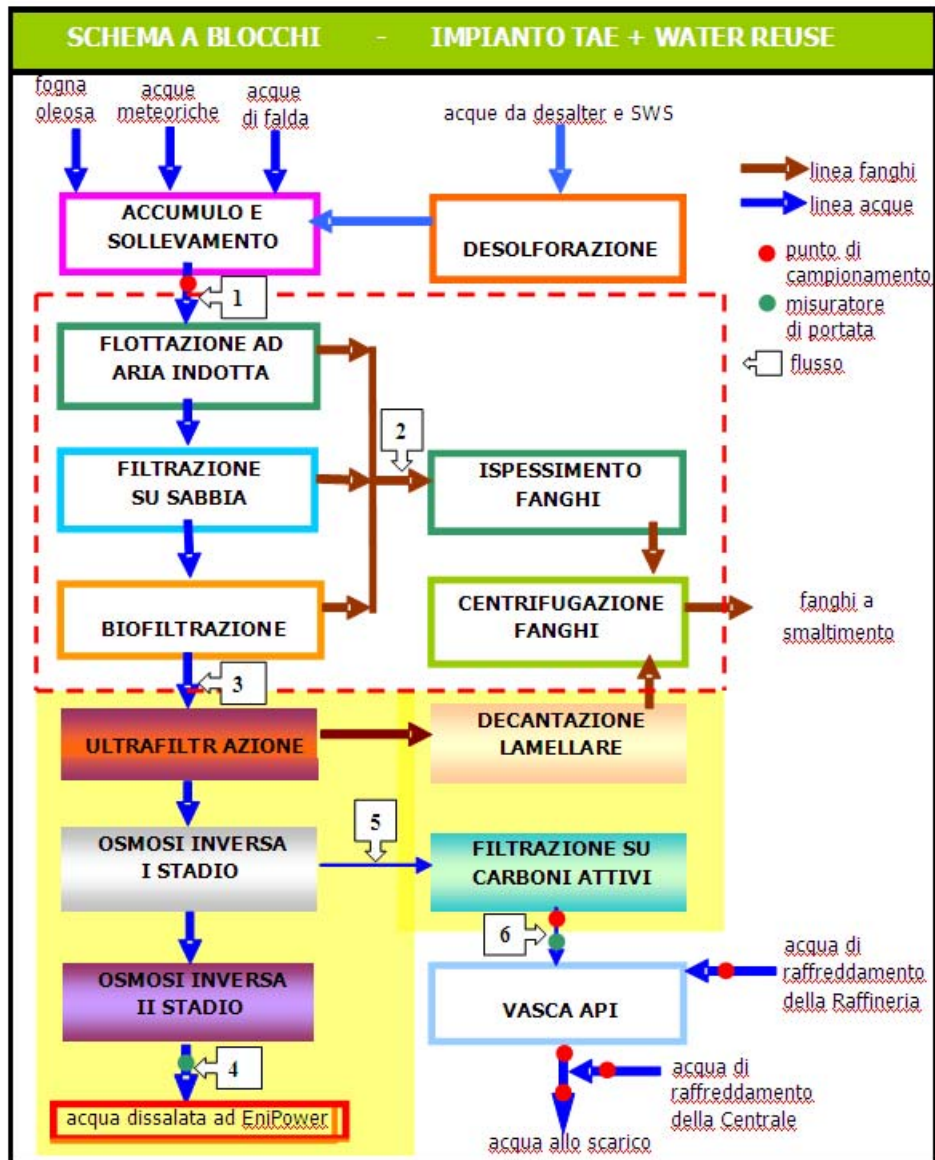 SCHEMA A BLOCCHI - IMPIANTO TAE + WATER REUSE
fogna
oleosa
acque
meteoriche
acque
di falda
acque da desalter e SWS
linea fanghi
linea acque
punto di
campionamento
misuratore
di portata
flusso
ACCUMULO E
SOLLEVAMENTO
DESOLFORAZIONE
1
FLOTTAZIONE AD
ARIA INDOTTA
2
FILTRAZIONE
SU SABBIA
ISPESSIMENTO
FANGHI
BIOFILTRAZIONE
CENTRIFUGAZIONE
FANGHI
fanghi a
smaltimento
3
ULTRAFILTR AZIONE
DECANTAZIONE
LAMELLARE
5
OSMOSI INVERSA
I STADIO
FILTRAZIONE SU
CARBONI ATTIVI
6
OSMOSI INVERSA
II STADIO
VASCA API
acqua di
raffreddamento
della Raffineria
4
acqua dissalata ad EniPower
acqua di
raffreddamento
della Centrale
acqua allo scarico